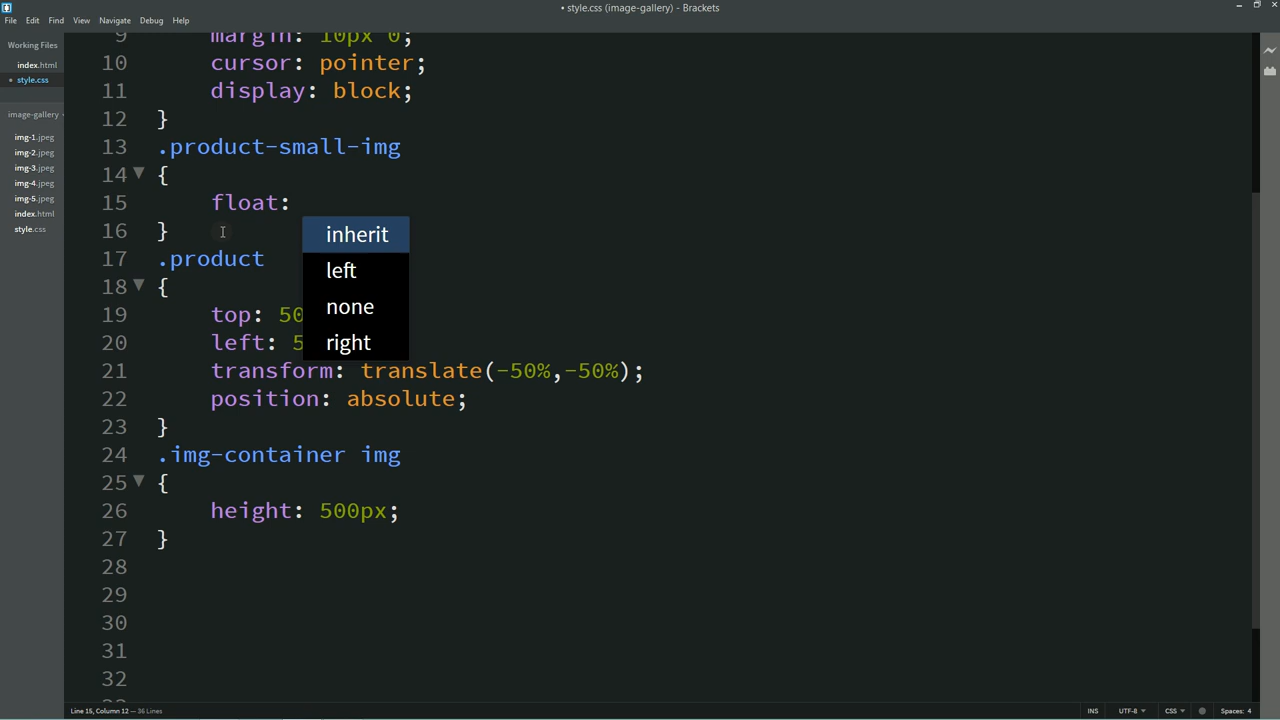 • style.css (image-gallery) - Brackets
File Edit Find View Navigate Debug Help
Working Files
index.html
• style.css
image-gallery
img-1.jpeg
img-2.jpeg
img-3.jpeg
img-4.jpeg
img-5.jpeg
index.html
style.css
9 margin: 10px 0;
10 cursor: pointer;
11 display: block;
12 }
13 .product-small-img
14 {
15 float:
16 }
17 .product
18 {
19 top: 50
20 left: 5
21 transform: translate(-50%,-50%);
22 position: absolute;
23 }
24 .img-container img
25 {
26 height: 500px;
27 }
28
29
30
31
32
inherit
left
none
right
Line 15, Column 12 — 36 Lines
INS UTF-8 CSS Spaces: 4